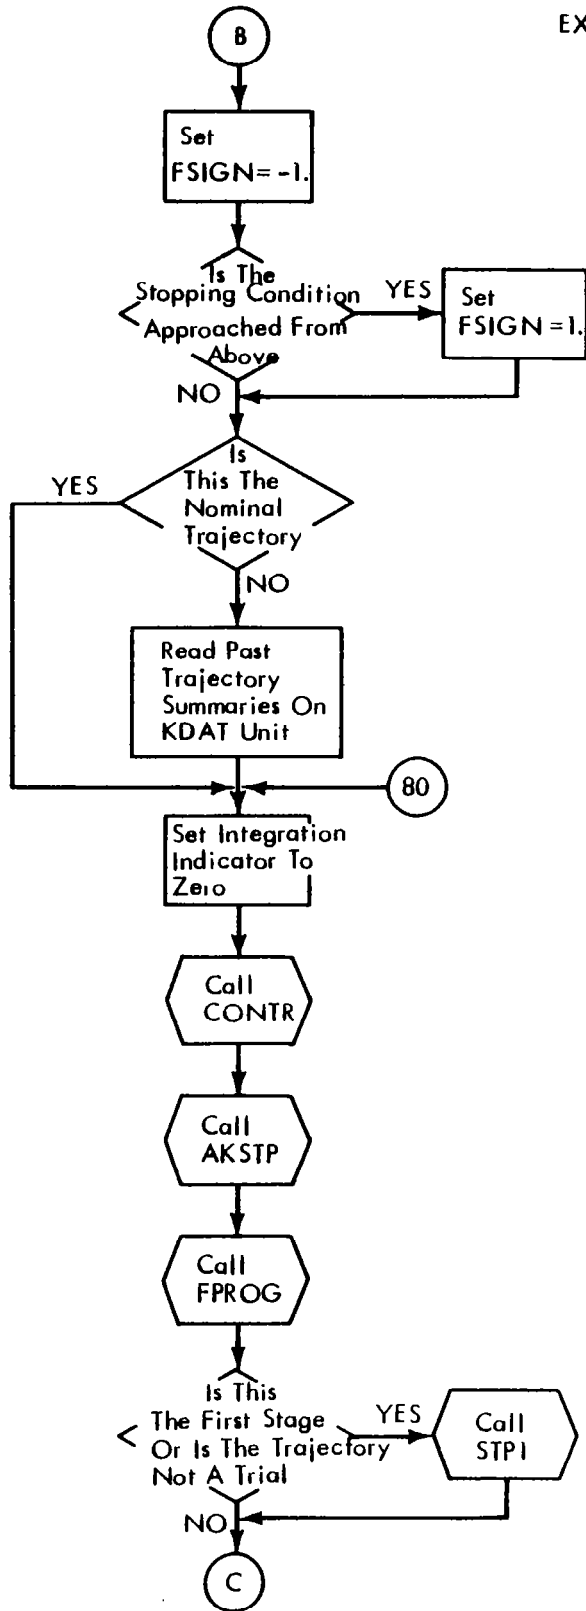 B
EX
Set
FSIGN= -1.
Is The
Stopping Condition
Approached From
Above
YES
Set
FSIGN =1.
NO
Is
This The
Nominal
Trajectory
YES
NO
Read Past
Trajectory
Summaries On
KDAT Unit
80
Set Integration
Indicator To
Zero
Call
CONTR
Call
AKSTP
Call
FPROG
Is This
The First Stage
Or Is The Trajectory
Not A Trial
YES
Call
STP1
NO
C